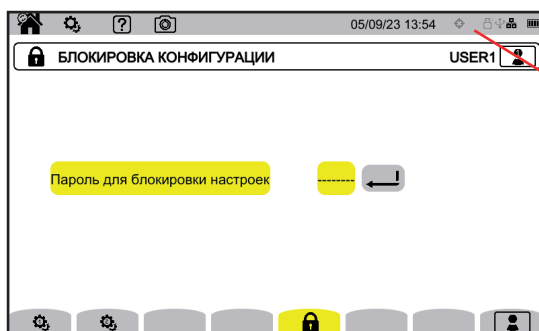 05/09/23 13:54
БЛОКИРОВКА КОНФИГУРАЦИИ USER1
Пароль для блокировки настроек --------